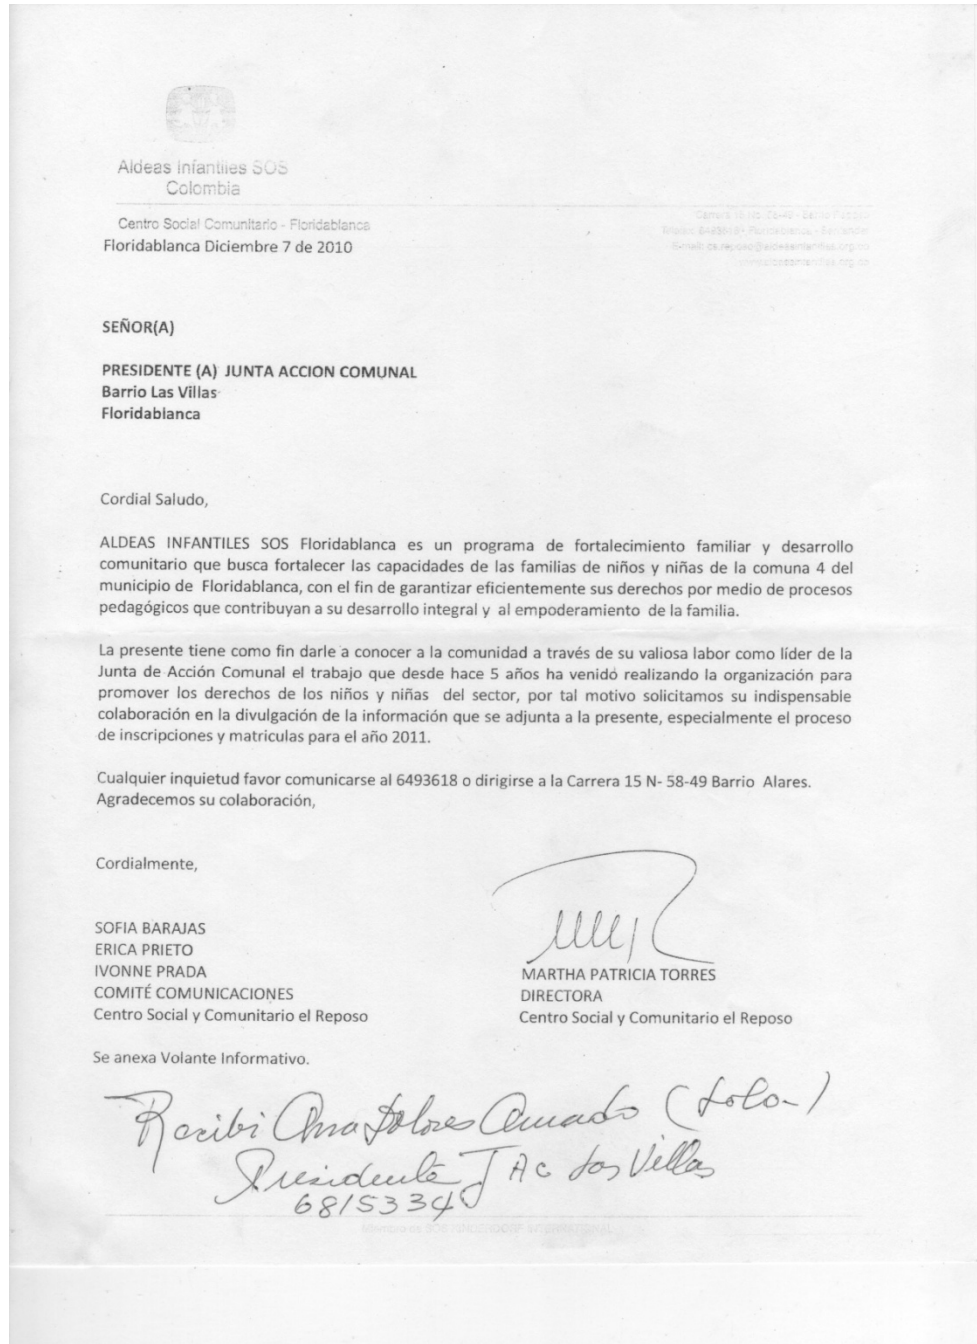 Aldeas Infantiles SOS
Colombia
Centro Social Comunitario - Floridablanca
Floridablanca Diciembre 7 de 2010
SEÑOR(A)
PRESIDENTE (A) JUNTA ACCION COMUNAL
Barrio Las Villas
Floridablanca
Cordial Saludo,
ALDEAS INFANTILES SOS Floridablanca es un programa de fortalecimiento familiar y desarrollo
comunitario que busca fortalecer las capacidades de las familias de niños y niñas de la comuna 4 del
municipio de Floridablanca, con el fin de garantizar eficientemente sus derechos por medio de procesos
pedagógicos que contribuyan a su desarrollo integral y al empoderamiento de la familia.
La presente tiene como fin darle a conocer a la comunidad a través de su valiosa labor como líder de la
Junta de Acción Comunal el trabajo que desde hace 5 años ha venido realizando la organización para
promover los derechos de los niños y niñas del sector, por tal motivo solicitamos su indispensable
colaboración en la divulgación de la información que se adjunta a la presente, especialmente el proceso
de inscripciones y matriculas para el año 2011.
Cualquier inquietud favor comunicarse al 6493618 o dirigirse a la Carrera 15 N- 58-49 Barrio Alares.
Agradecemos su colaboración,
Cordialmente,
SOFIA BARAJAS
ERICA PRIETO
IVONNE PRADA
COMITÉ COMUNICACIONES
Centro Social y Comunitario el Reposo
MARTHA PATRICIA TORRES
DIRECTORA
Centro Social y Comunitario el Reposo
Se anexa Volante Informativo.
Recibi Ana Dolores Amado (Lola)
Presidenta J Ac Las Villas
6815334